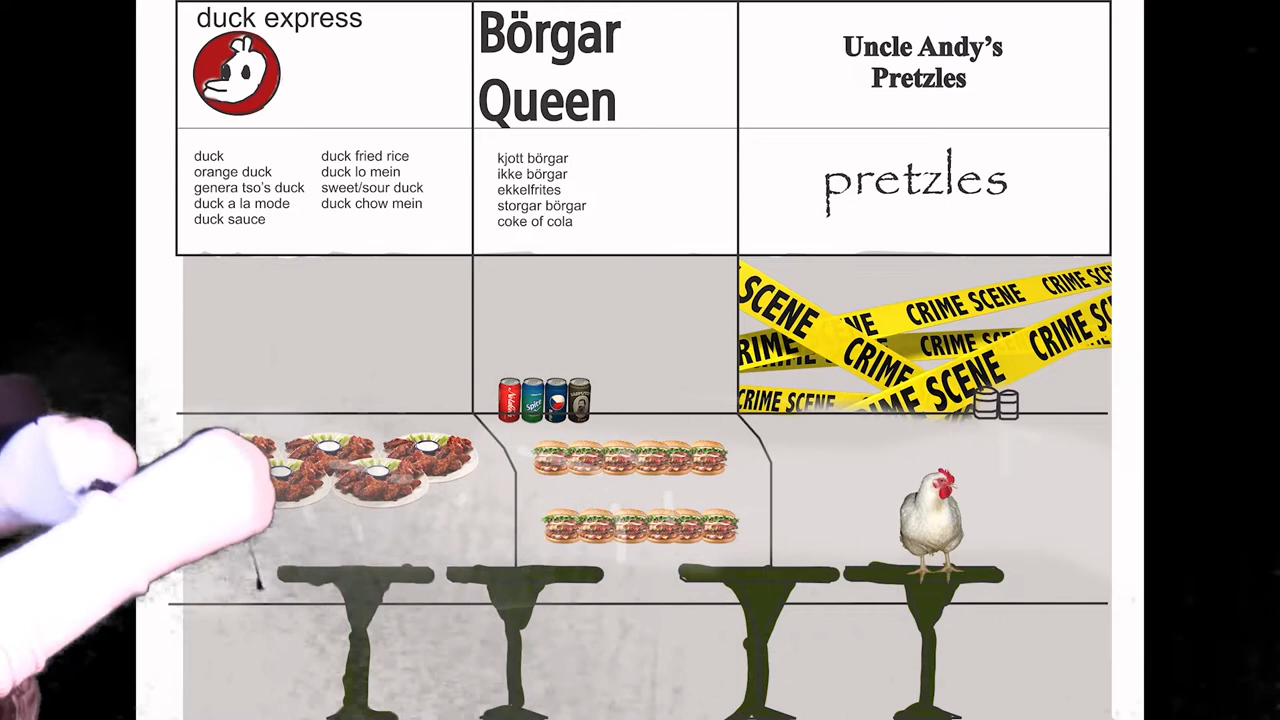 duck express
duck
orange duck
genera tso's duck
duck a la mode
duck sauce
duck fried rice
duck lo mein
sweet/sour duck
duck chow mein
Börgar
Queen
kjott börgar
ikke börgar
ekkelfrites
storgar börgar
coke of cola
Uncle Andy's
Pretzles
pretzles
SCENE
CRIME SCENE
CRIME SCENE
CRIME
CRIME SCENE